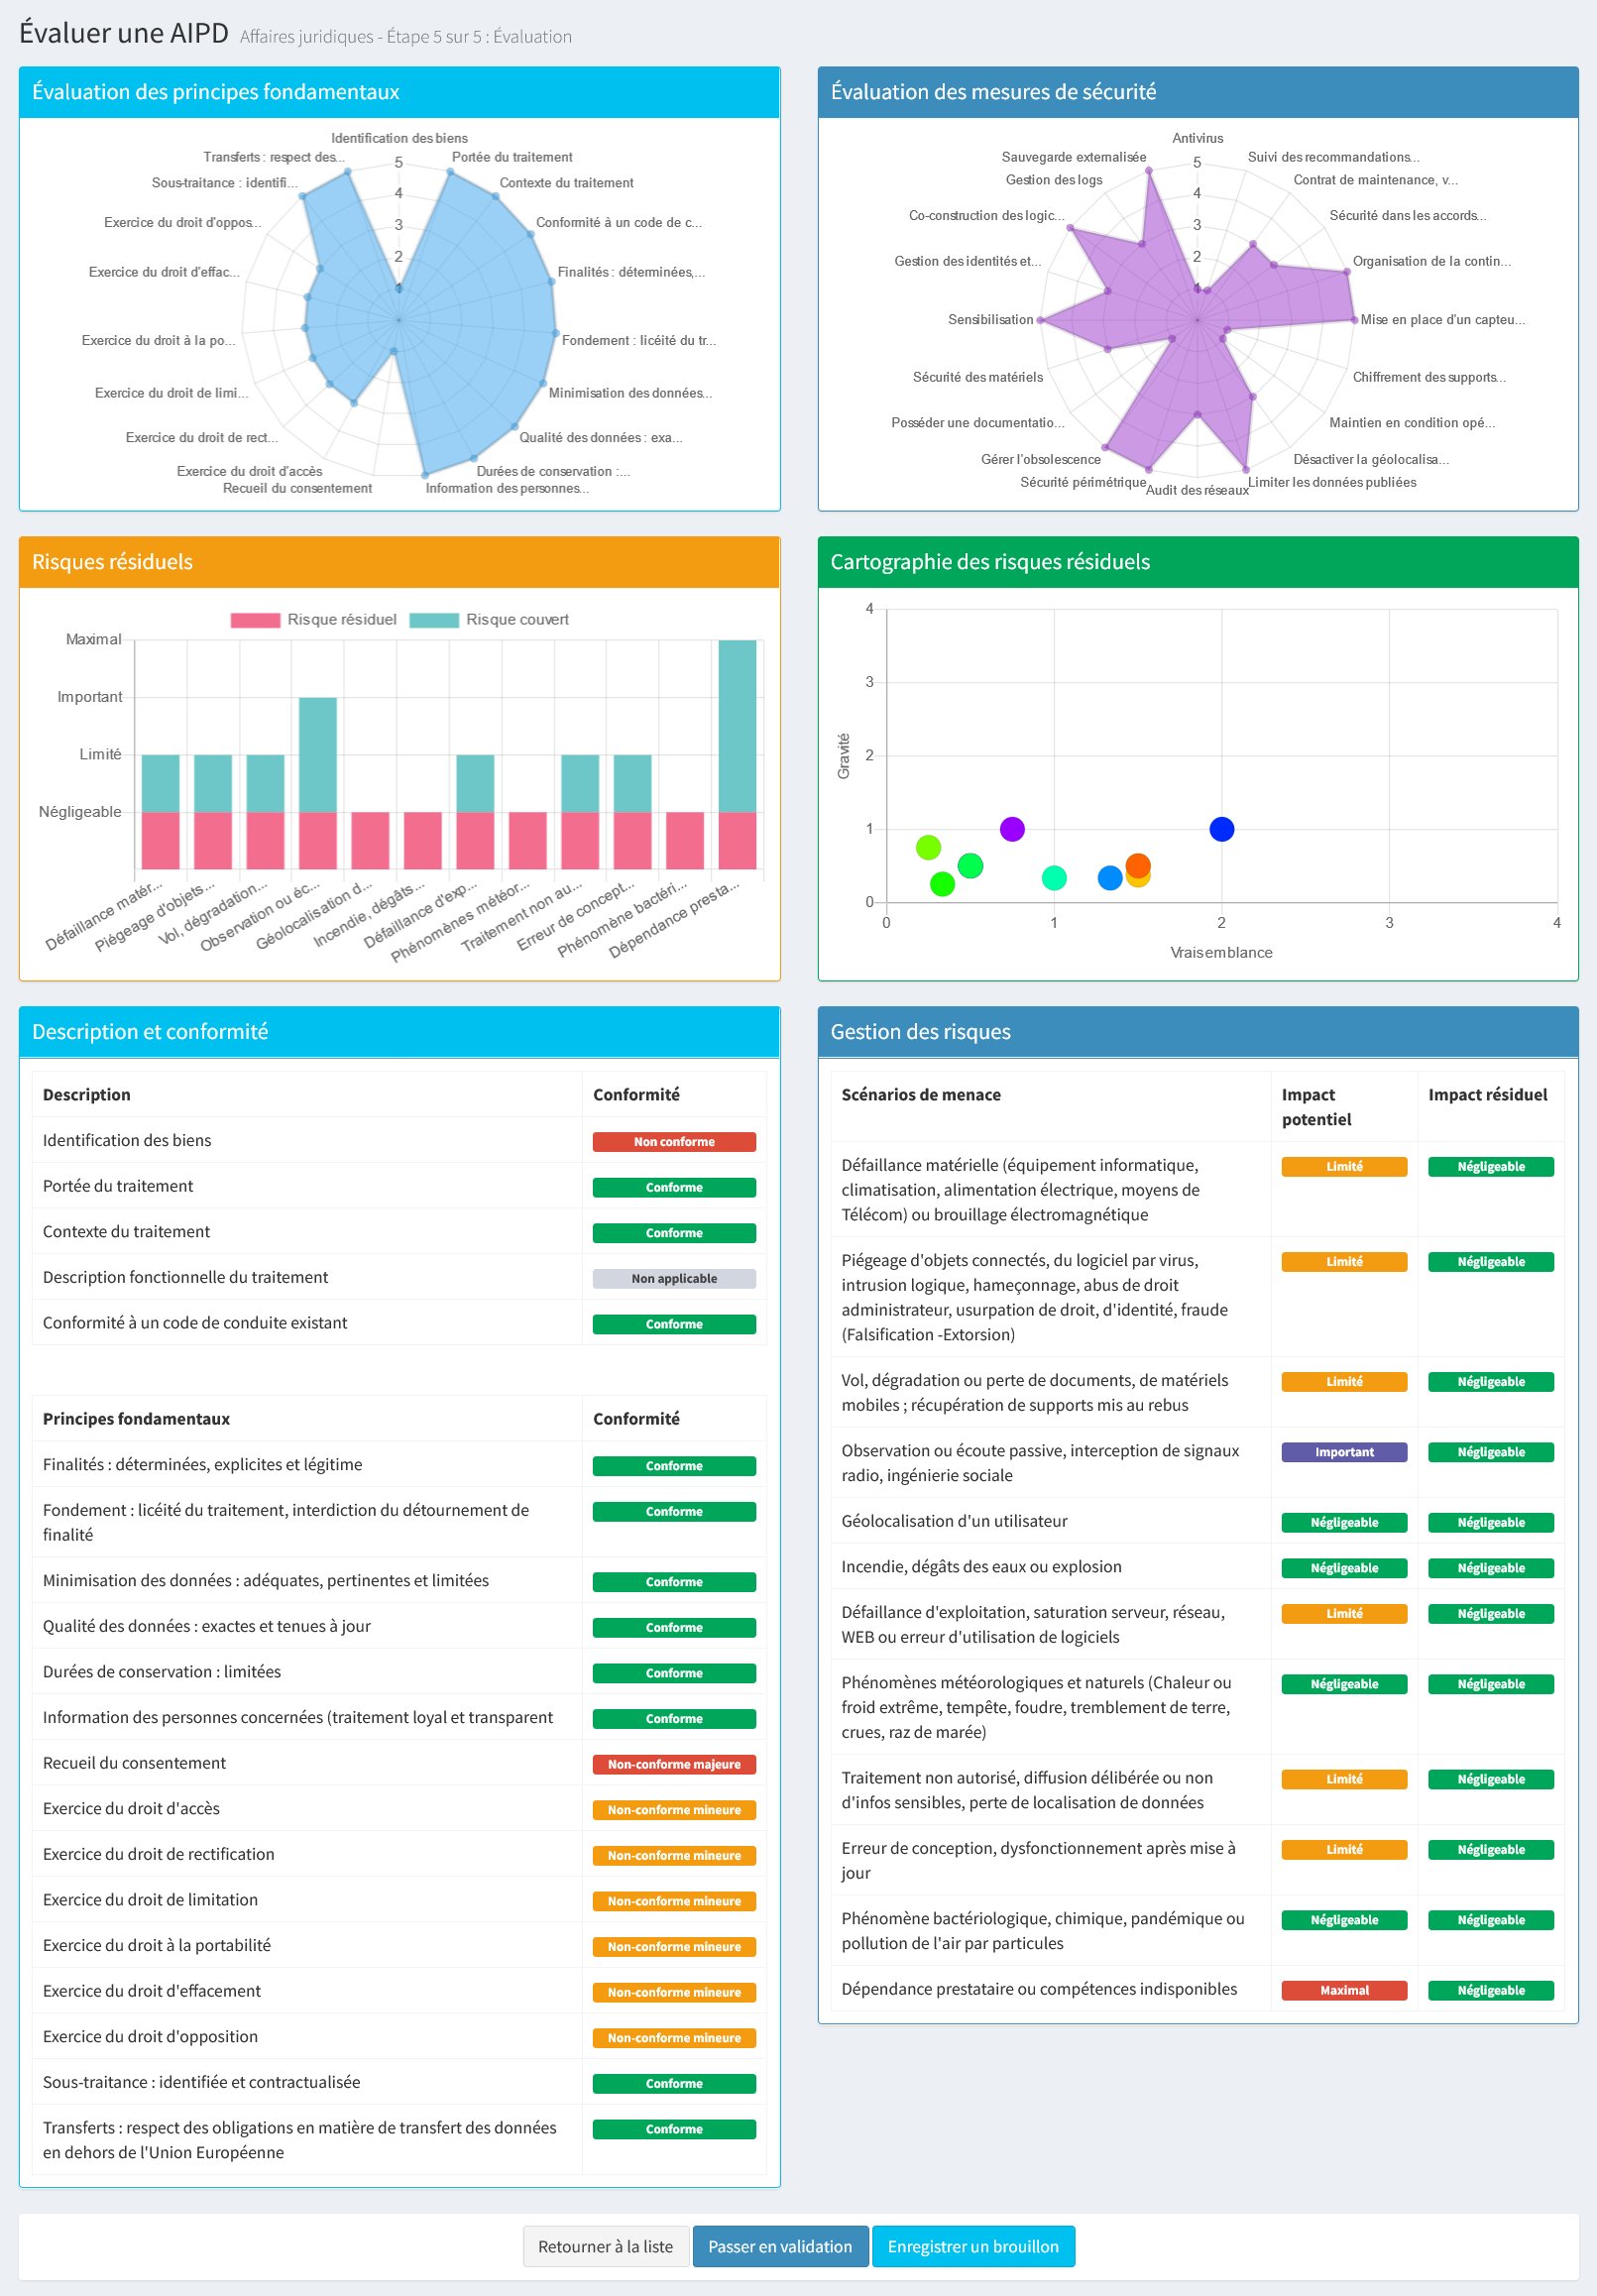 Évaluer une AIPD Affaires juridiques - Étape 5 sur 5 : Évaluation
Évaluation des principes fondamentaux
Identification des biens
Portée du traitement
Contexte du traitement
Conformité à un code de c...
Finalités : déterminées,...
Fondement : licéité du tr...
Minimisation des données...
Qualité des données : exa...
Durées de conservation :...
Information des personnes...
Recueil du consentement
Exercice du droit d'accès
Exercice du droit de rect...
Exercice du droit de limi...
Exercice du droit à la po...
Exercice du droit d'effac...
Exercice du droit d'oppos...
Sous-traitance : identifi...
Transferts : respect des...
5
4
3
2
1
Évaluation des mesures de sécurité
Antivirus
Suivi des recommandations...
Contrat de maintenance, v...
Sécurité dans les accords...
Organisation de la contin...
Mise en place d'un capteu...
Chiffrement des supports...
Maintien en condition opé...
Désactiver la géolocalisa...
Limiter les données publiées
Audit des réseaux
Sécurité périmétrique
Gérer l'obsolescence
Posséder une documentatio...
Sécurité des matériels
Sensibilisation
Gestion des identités et...
Co-construction des logic...
Gestion des logs
Sauvegarde externalisée
5
4
3
2
1
Risques résiduels
Risque résiduel Risque couvert
Maximal
Important
Limité
Négligeable
Défaillance matér...
Piégeage d'objets...
Vol, dégradation...
Observation ou éc...
Géolocalisation d...
Incendie, dégâts...
Défaillance d'exp...
Phénomènes météor...
Traitement non au...
Erreur de concept...
Phénomène bactéri...
Dépendance presta...
Cartographie des risques résiduels
4
3
2
1
0
Gravité
0 1 2 3 4
Vraisemblance
Description et conformité
Description Conformité
Identification des biens Non conforme
Portée du traitement Conforme
Contexte du traitement Conforme
Description fonctionnelle du traitement Non applicable
Conformité à un code de conduite existant Conforme
Principes fondamentaux Conformité
Finalités : déterminées, explicites et légitime Conforme
Fondement : licéité du traitement, interdiction du détournement de Conforme
finalité
Minimisation des données : adéquates, pertinentes et limitées Conforme
Qualité des données : exactes et tenues à jour Conforme
Durées de conservation : limitées Conforme
Information des personnes concernées (traitement loyal et transparent Conforme
Recueil du consentement Non-conforme majeure
Exercice du droit d'accès Non-conforme mineure
Exercice du droit de rectification Non-conforme mineure
Exercice du droit de limitation Non-conforme mineure
Exercice du droit à la portabilité Non-conforme mineure
Exercice du droit d'effacement Non-conforme mineure
Exercice du droit d'opposition Non-conforme mineure
Sous-traitance : identifiée et contractualisée Conforme
Transferts : respect des obligations en matière de transfert des données Conforme
en dehors de l'Union Européenne
Gestion des risques
Scénarios de menace Impact Impact résiduel
potentiel
Défaillance matérielle (équipement informatique, Limité Négligeable
climatisation, alimentation électrique, moyens de
Télécom) ou brouillage électromagnétique
Piégeage d'objets connectés, du logiciel par virus, Limité Négligeable
intrusion logique, hameçonnage, abus de droit
administrateur, usurpation de droit, d'identité, fraude
(Falsification -Extorsion)
Vol, dégradation ou perte de documents, de matériels Limité Négligeable
mobiles ; récupération de supports mis au rebus
Observation ou écoute passive, interception de signaux Important Négligeable
radio, ingénierie sociale
Géolocalisation d'un utilisateur Négligeable Négligeable
Incendie, dégâts des eaux ou explosion Négligeable Négligeable
Défaillance d'exploitation, saturation serveur, réseau, Limité Négligeable
WEB ou erreur d'utilisation de logiciels
Phénomènes météorologiques et naturels (Chaleur ou Négligeable Négligeable
froid extrême, tempête, foudre, tremblement de terre,
crues, raz de marée)
Traitement non autorisé, diffusion délibérée ou non Limité Négligeable
d'infos sensibles, perte de localisation de données
Erreur de conception, dysfonctionnement après mise à Limité Négligeable
jour
Phénomène bactériologique, chimique, pandémique ou Négligeable Négligeable
pollution de l'air par particules
Dépendance prestataire ou compétences indisponibles Maximal Négligeable
Retourner à la liste Passer en validation Enregistrer un brouillon